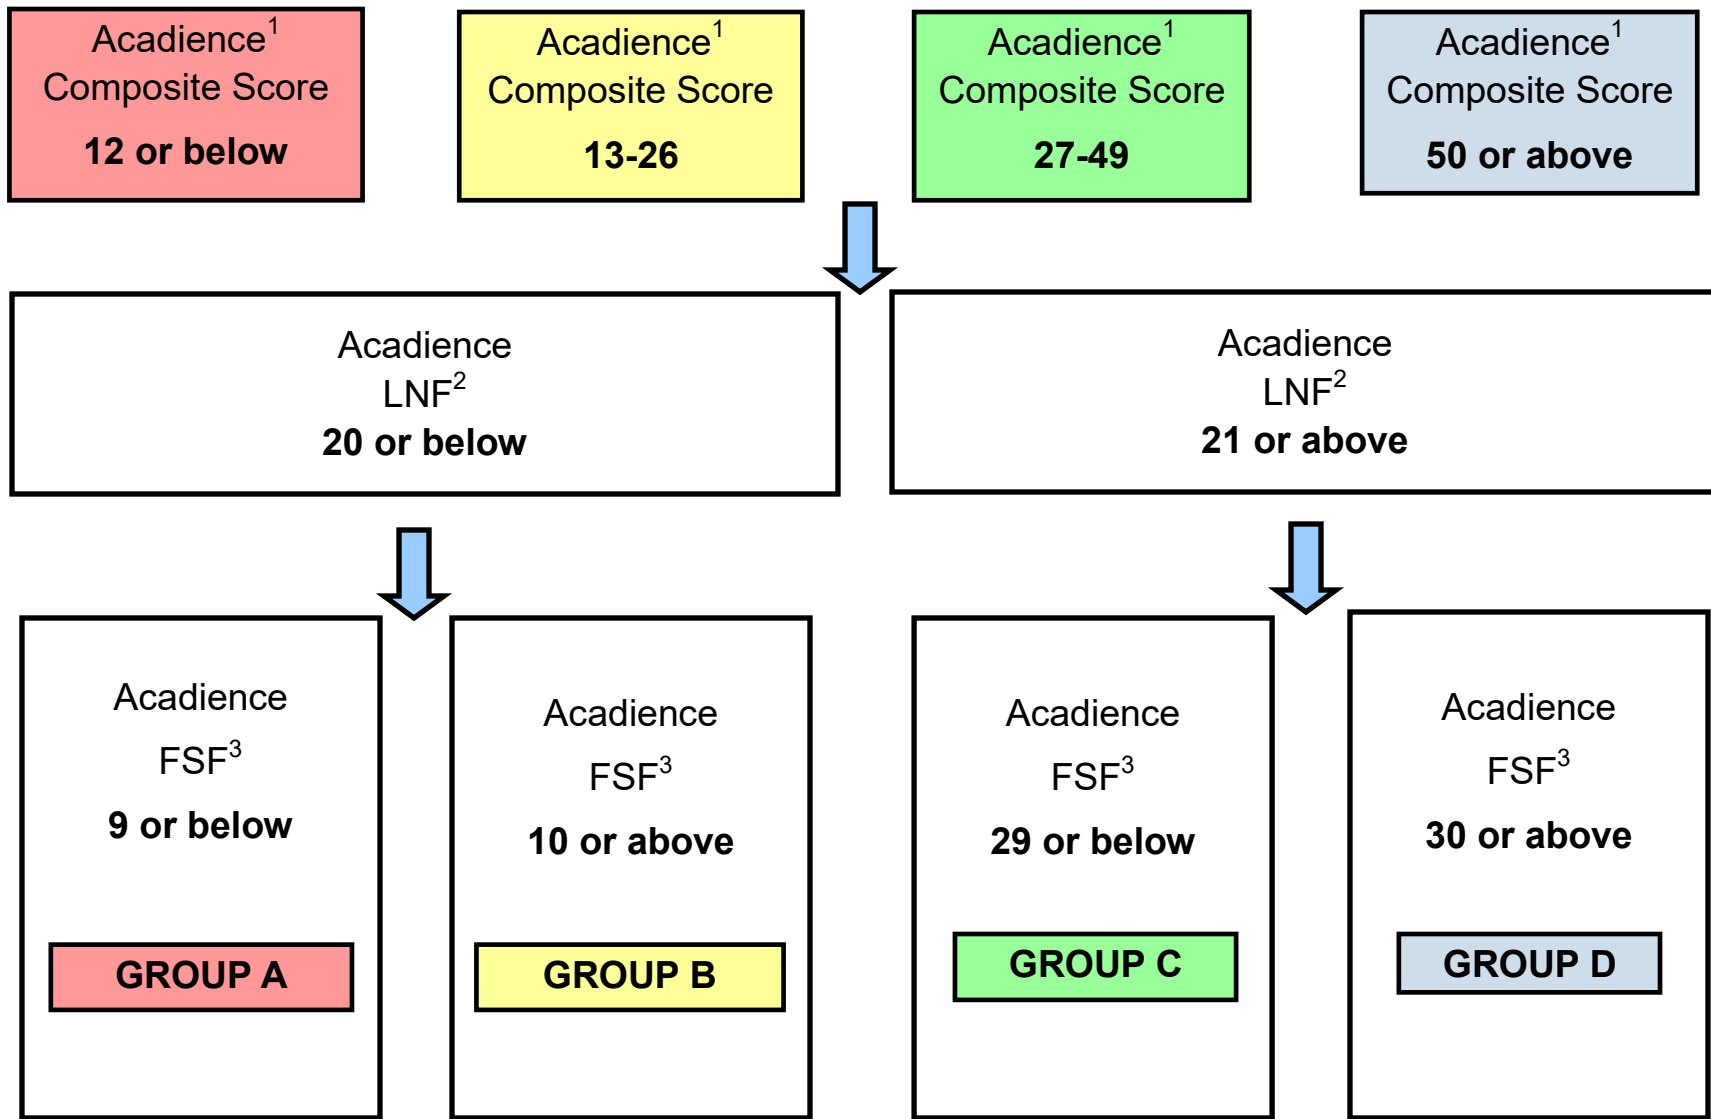 Acadience¹
Composite Score
12 or below
Acadience¹
Composite Score
13-26
Acadience¹
Composite Score
27-49
Acadience¹
Composite Score
50 or above
Acadience
LNF²
20 or below
Acadience
LNF²
21 or above
Acadience
FSF³
9 or below
GROUP A
Acadience
FSF³
10 or above
GROUP B
Acadience
FSF³
29 or below
GROUP C
Acadience
FSF³
30 or above
GROUP D